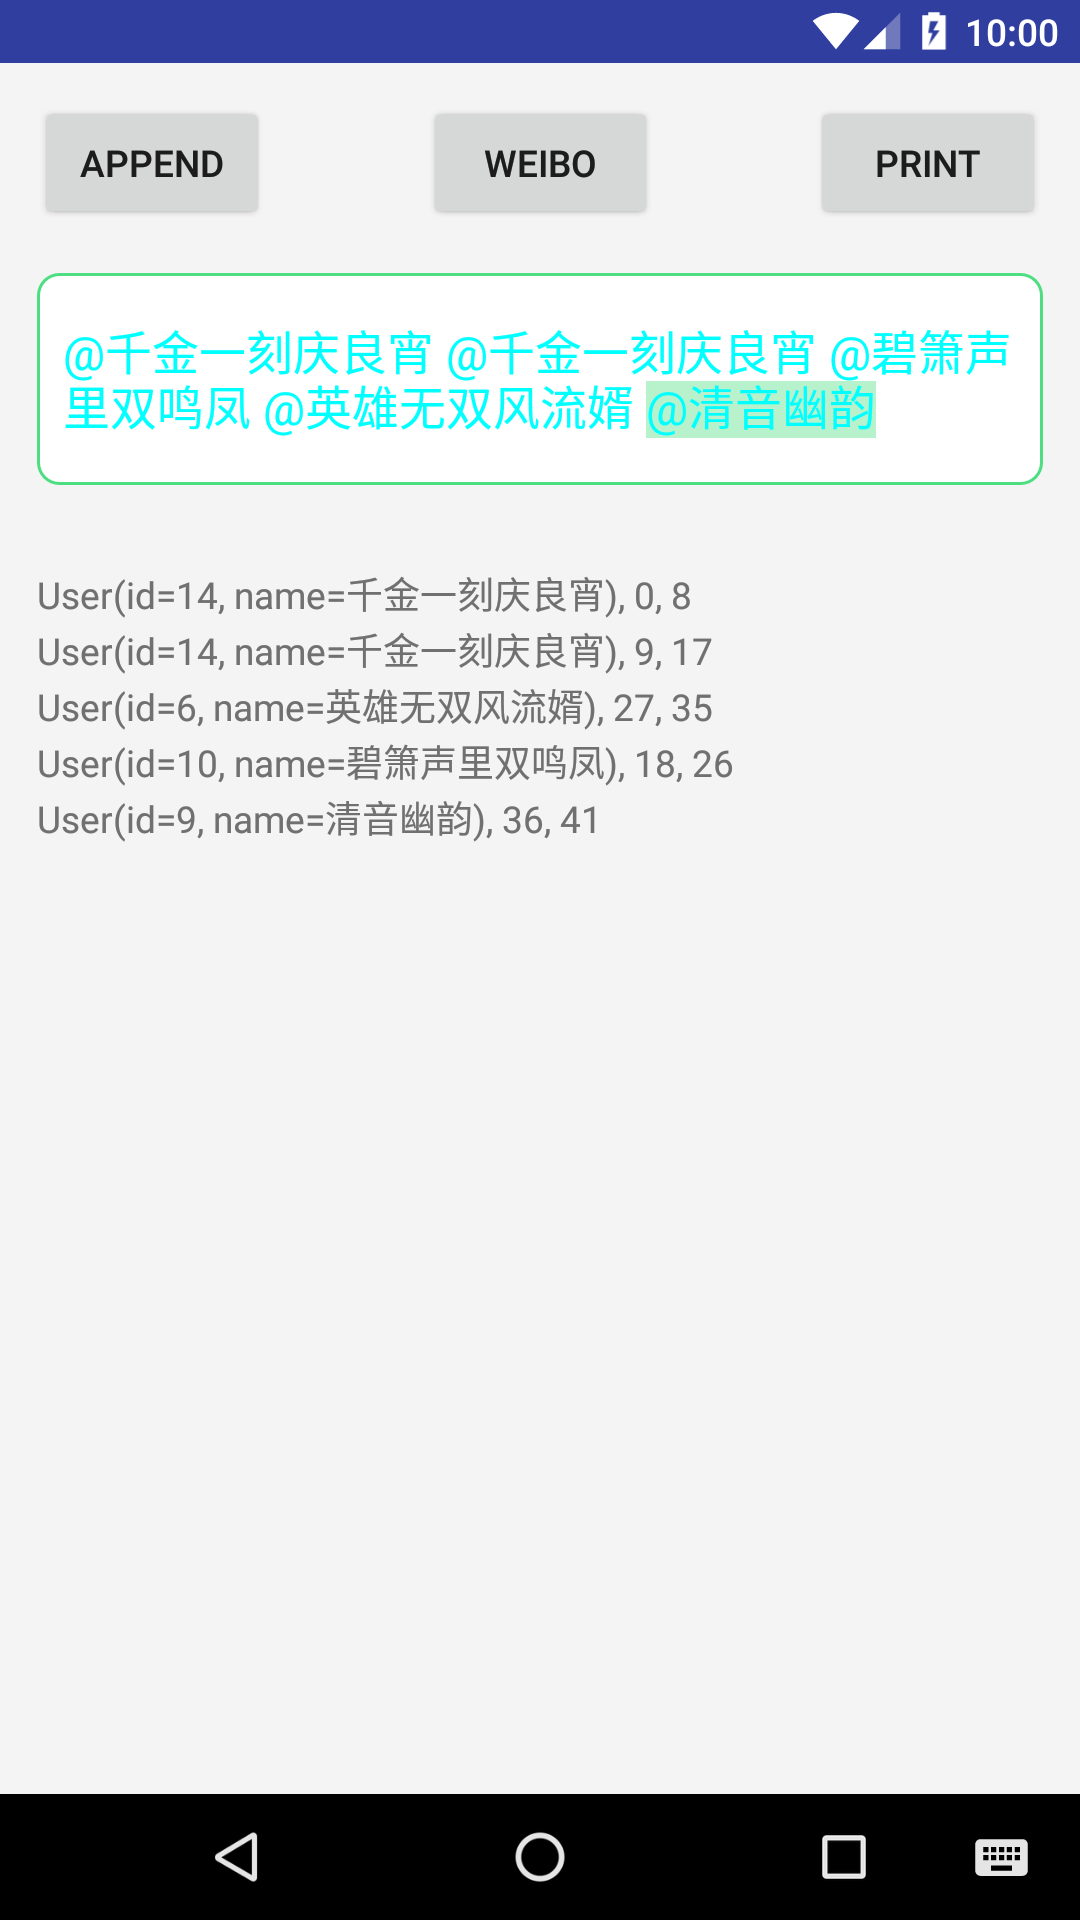 10:00
APPEND WEIBO PRINT
@千金一刻庆良宵 @千金一刻庆良宵 @碧箫声
里双鸣凤 @英雄无双风流婿 @清音幽韵
User(id=14, name=千金一刻庆良宵), 0, 8
User(id=14, name=千金一刻庆良宵), 9, 17
User(id=6, name=英雄无双风流婿), 27, 35
User(id=10, name=碧箫声里双鸣凤), 18, 26
User(id=9, name=清音幽韵), 36, 41